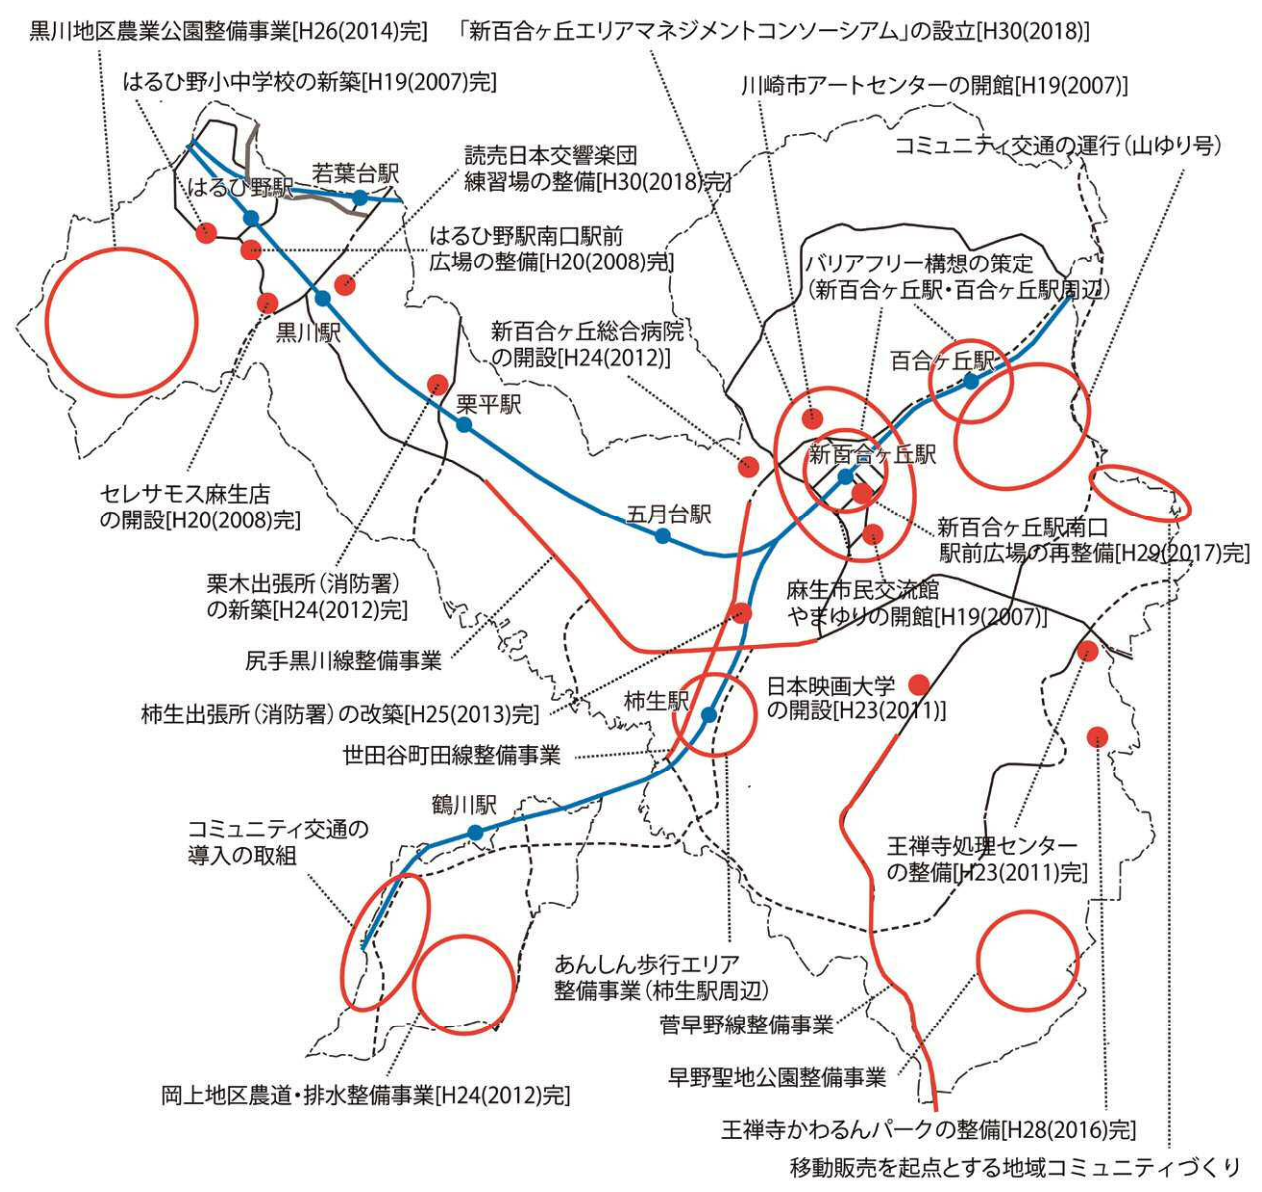 黒川地区農業公園整備事業[H26(2014)完]
「新百合ヶ丘エリアマネジメントコンソーシアム」の設立[H30(2018)]
はるひ野小中学校の新築[H19(2007)完]
川崎市アートセンターの開館[H19(2007)]
コミュニティ交通の運行(山ゆり号)
読売日本交響楽団
練習場の整備[H30(2018)完]
若葉台駅
はるひ野駅
はるひ野駅南口駅前
広場の整備[H20(2008)完]
バリアフリー構想の策定
(新百合ヶ丘駅・百合ヶ丘駅周辺)
黒川駅
新百合ヶ丘総合病院
の開設[H24(2012)]
百合ヶ丘駅
栗平駅
新百合ヶ丘駅
セレサモス麻生店
の開設[H20(2008)完]
五月台駅
新百合ヶ丘駅南口
駅前広場の再整備[H29(2017)完]
栗木出張所(消防署)
の新築[H24(2012)完]
麻生市民交流館
やまゆりの開館[H19(2007)]
尻手黒川線整備事業
柿生駅
日本映画大学
の開設[H23(2011)]
柿生出張所(消防署)の改築[H25(2013)完]
世田谷町田線整備事業
鶴川駅
コミュニティ交通の
導入の取組
王禅寺処理センター
の整備[H23(2011)完]
あんしん歩行エリア
整備事業(柿生駅周辺)
菅早野線整備事業
早野聖地公園整備事業
岡上地区農道・排水整備事業[H24(2012)完]
王禅寺かわるんパークの整備[H28(2016)完]
移動販売を起点とする地域コミュニティづくり